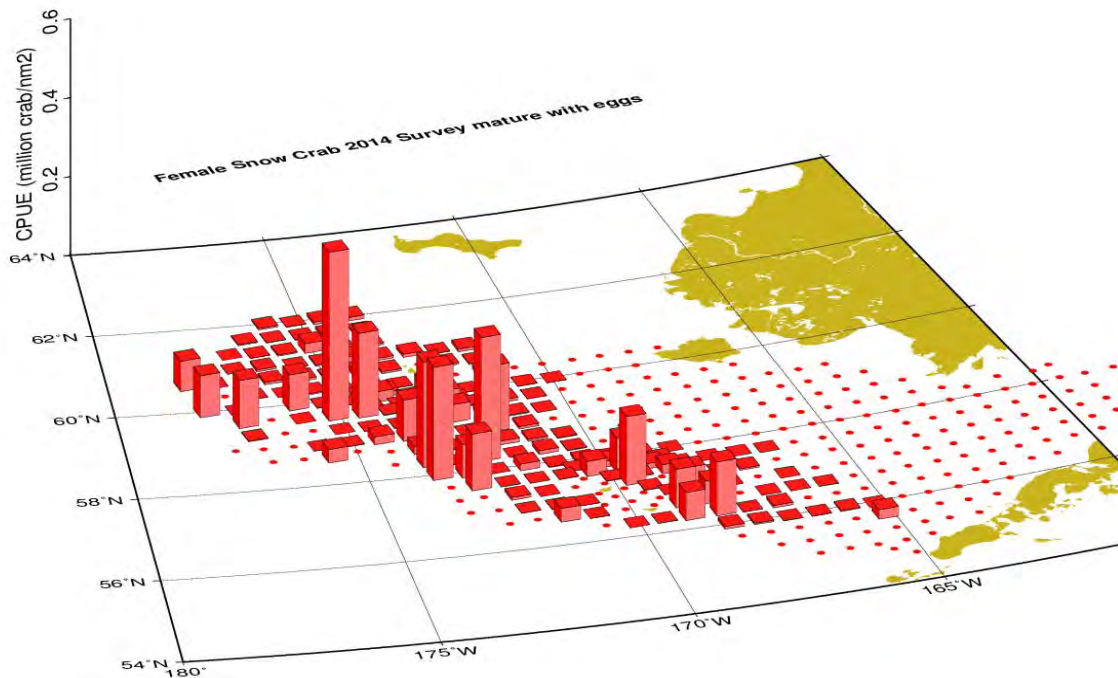 0.6
0.4
0.2
CPUE (million crab/nm2)
Female Snow Crab 2014 Survey mature with eggs
64°N
62°N
60°N
58°N
56°N
54°N
180°
175°W
170°W
165°W